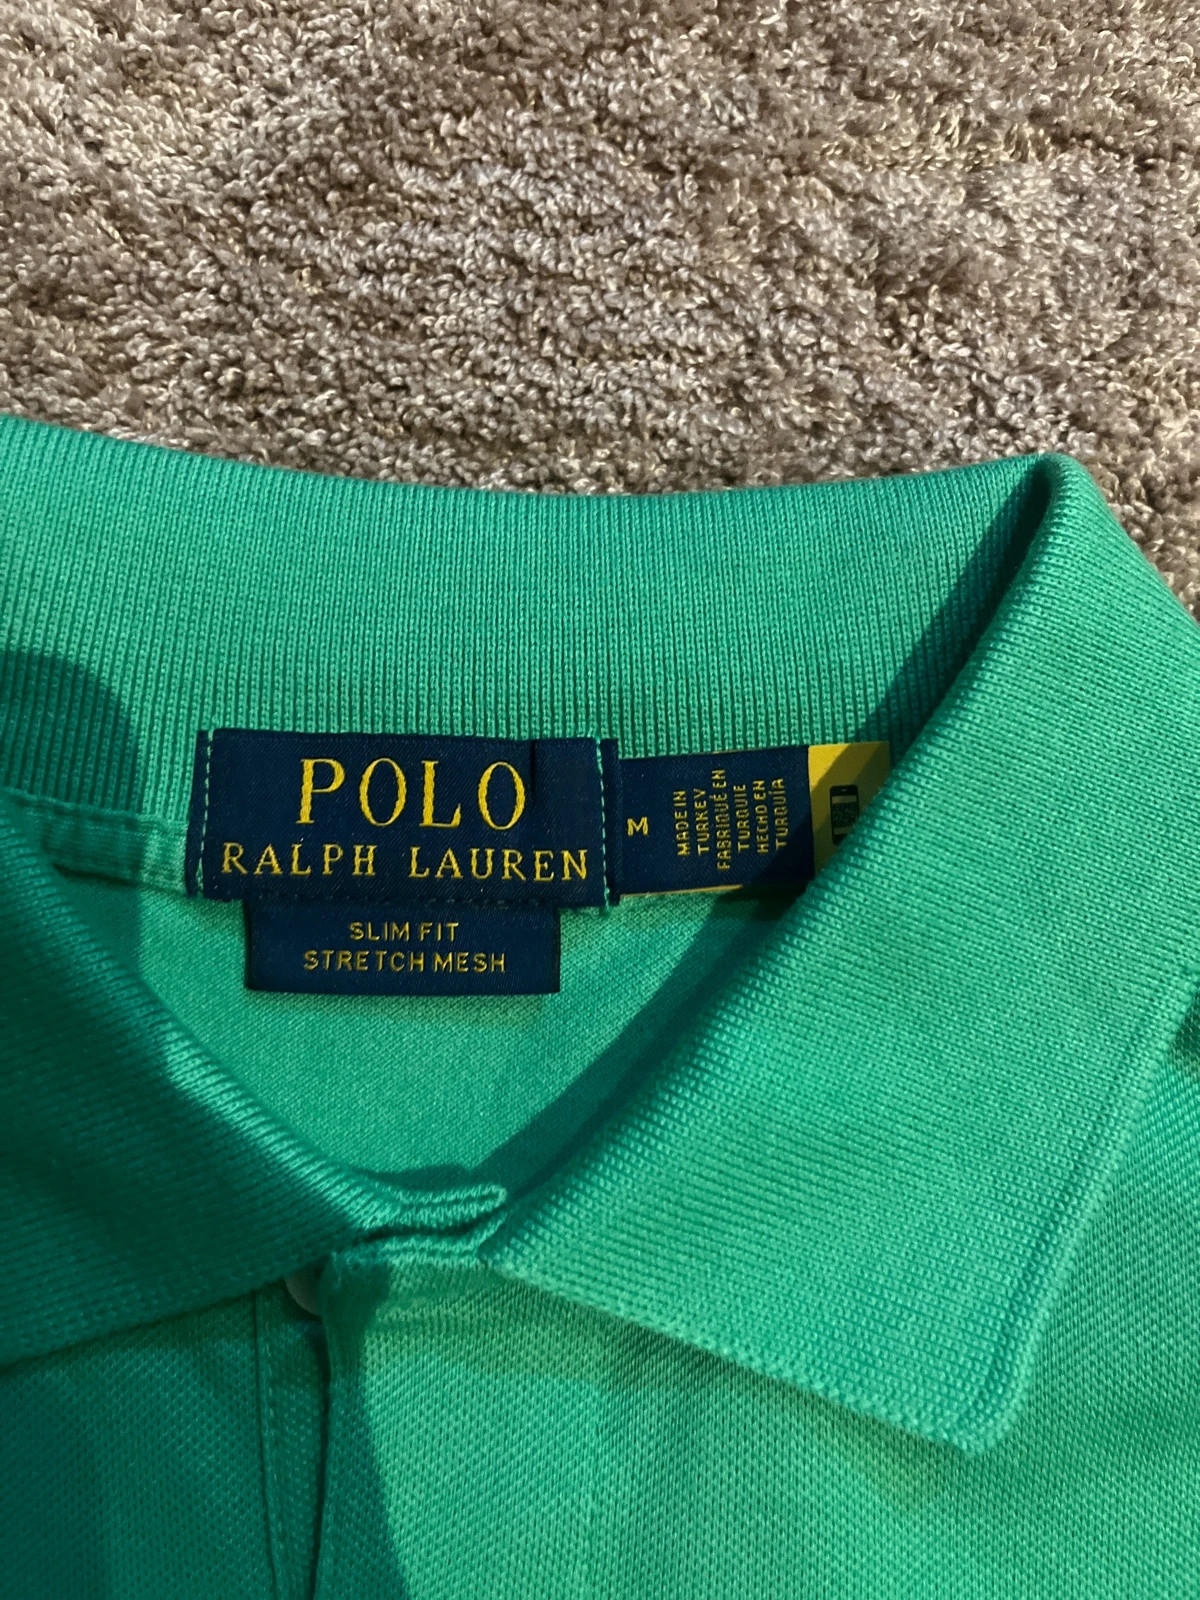 POLO
RALPH LAUREN
SLIM FIT
STRETCH MESH
M
MADE IN
TURKEY
FABRIQUÉ EN
TURQUIE
HECHO EN
TURQUÍA